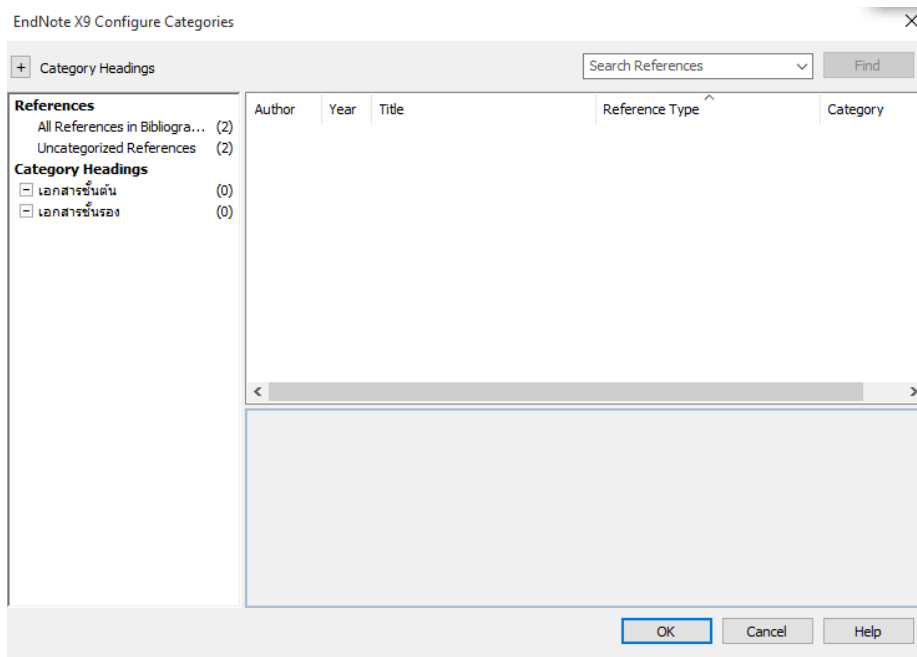 EndNote X9 Configure Categories
+ Category Headings
Search References
Find
References
All References in Bibliogra... (2)
Uncategorized References (2)
Category Headings
เอกสารชั้นต้น (0)
เอกสารชั้นรอง (0)
Author Year Title Reference Type Category
OK Cancel Help